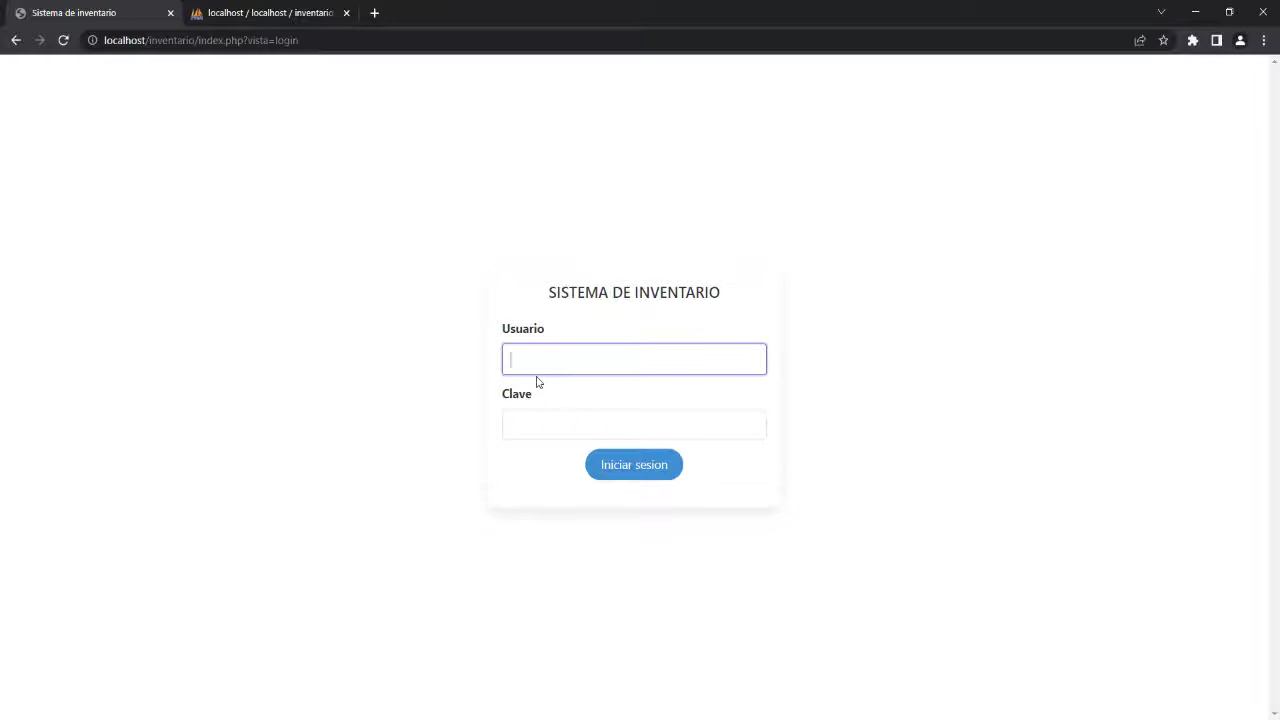 Sistema de inventario
localhost / localhost / inventario
localhost/inventario/index.php?vista=login
SISTEMA DE INVENTARIO
Usuario
Clave
Iniciar sesion